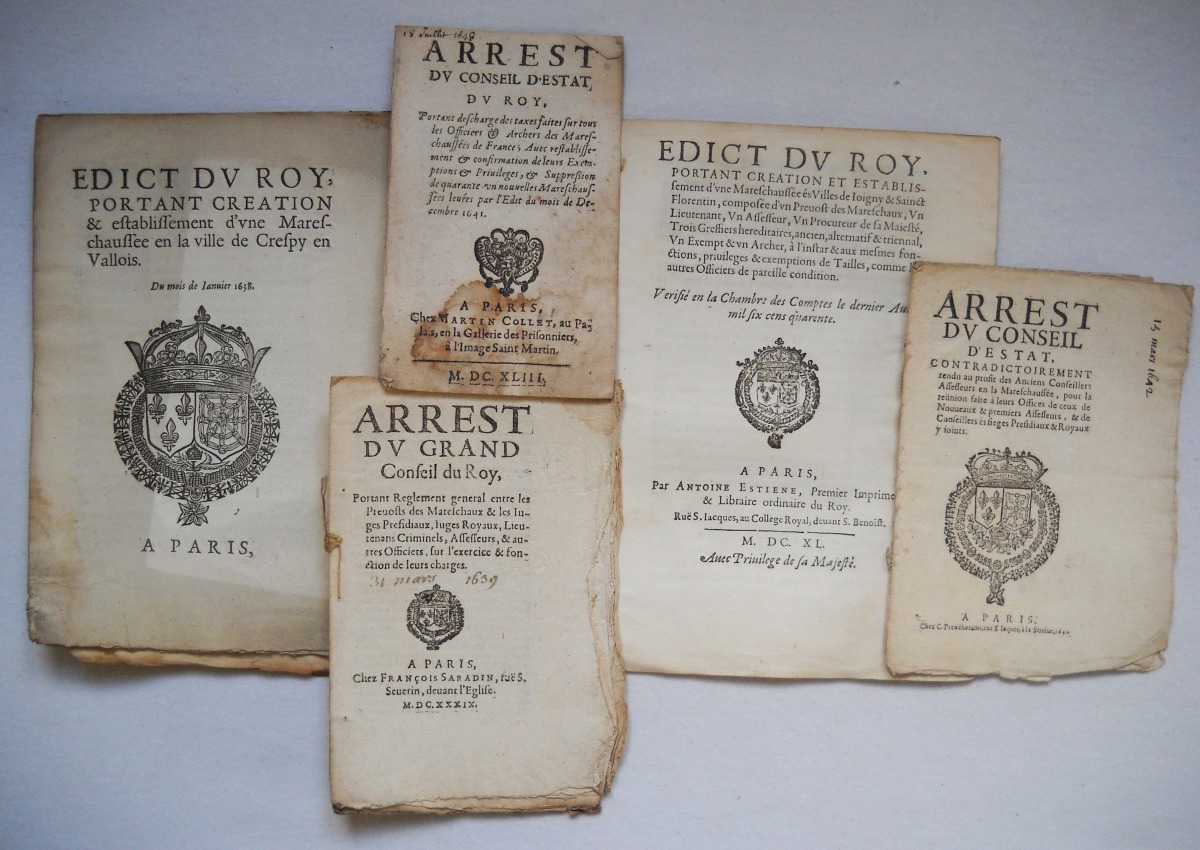 EDICT DV ROY,
PORTANT CREATION
& establissement d'vne Mares-
chaussée en la ville de Crespy en
Vallois.
Du mois de Ianuier 1638.
A PARIS,
18 Juillet 1648
ARREST
DV CONSEIL D'ESTAT,
DV ROY,
Portant descharge des taxes faites sur tous
les Officiers & Archers des Mares-
chaussées de France; Auec restablisse-
ment & confirmation de leurs Exem-
ptions & Priuileges, & Suppression
de quarante-vn nouuelles Mareschaus-
sées leuées par l'Edit du mois de De-
cembre 1641.
A PARIS,
Chez MARTIN COLLET, au Pa-
lais, en la Gallerie des Prisonniers,
à l'Image Saint Martin.
M. DC. XLIII.
ARREST
DV GRAND
Conseil du Roy,
Portant Reglement general entre les
Preuosts des Mareschaux & les Iu-
ges Presidiaux, Iuges Royaux, Lieu-
tenans Criminels, Assesseurs, & au-
tres Officiers, sur l'exercice & fon-
ction de leurs charges.
31 mars 1639
A PARIS,
Chez FRANÇOIS SARADIN, ruë S.
Seuerin, deuant l'Eglise.
M. DC. XXXIX.
EDICT DV ROY,
PORTANT CREATION ET ESTABLIS-
sement d'vne Mareschaussée és Villes de Ioigny & Sainct
Florentin, composée d'vn Preuost des Mareschaux, Vn
Lieutenant, Vn Assesseur, Vn Procureur de sa Maiesté,
Trois Greffiers hereditaires, ancien, alternatif & triennal,
Vn Exempt & vn Archer, à l'instar & aux mesmes fon-
ctions, priuileges & exemptions de Tailles, comme
autres Officiers de pareille condition.
Verifié en la Chambre des Comptes le dernier
mil six cens quarente.
A PARIS,
Par ANTOINE ESTIENE, Premier Imprime
& Libraire ordinaire du Roy.
Ruë S. Iacques, au College Royal, deuant S. Benoist.
M. DC. XL.
Auec Priuilege de sa Majesté.
ARREST
DV CONSEIL
D'ESTAT,
CONTRADICTOIREMENT
rendu au profit des Anciens Conseillers
Assesseurs en la Mareschaussée, pour la
reünion faite à leurs Offices de ceux de
Nouueaux & premiers Assesseurs, & de
Conseillers és sieges Presidiaux & Royaux
y joints.
15 mars 1642
A PARIS,
Chez C. Preudhomme, ruë S. Iaques,